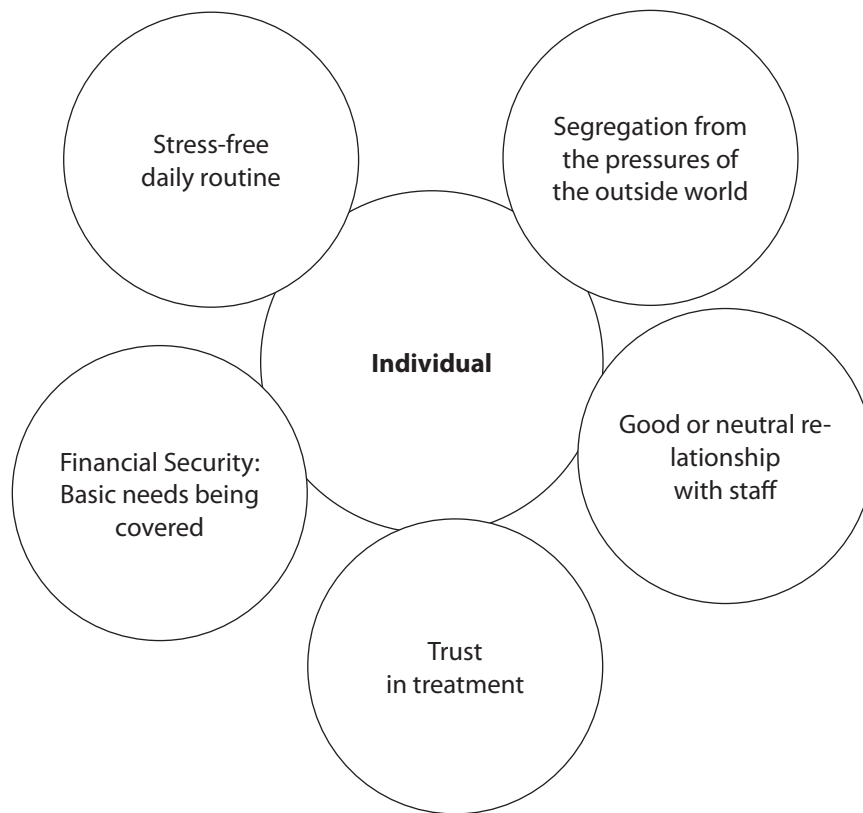 Stress-free
daily routine
Segregation from
the pressures of
the outside world
Individual
Good or neutral re-
lationship
with staff
Financial Security:
Basic needs being
covered
Trust
in treatment